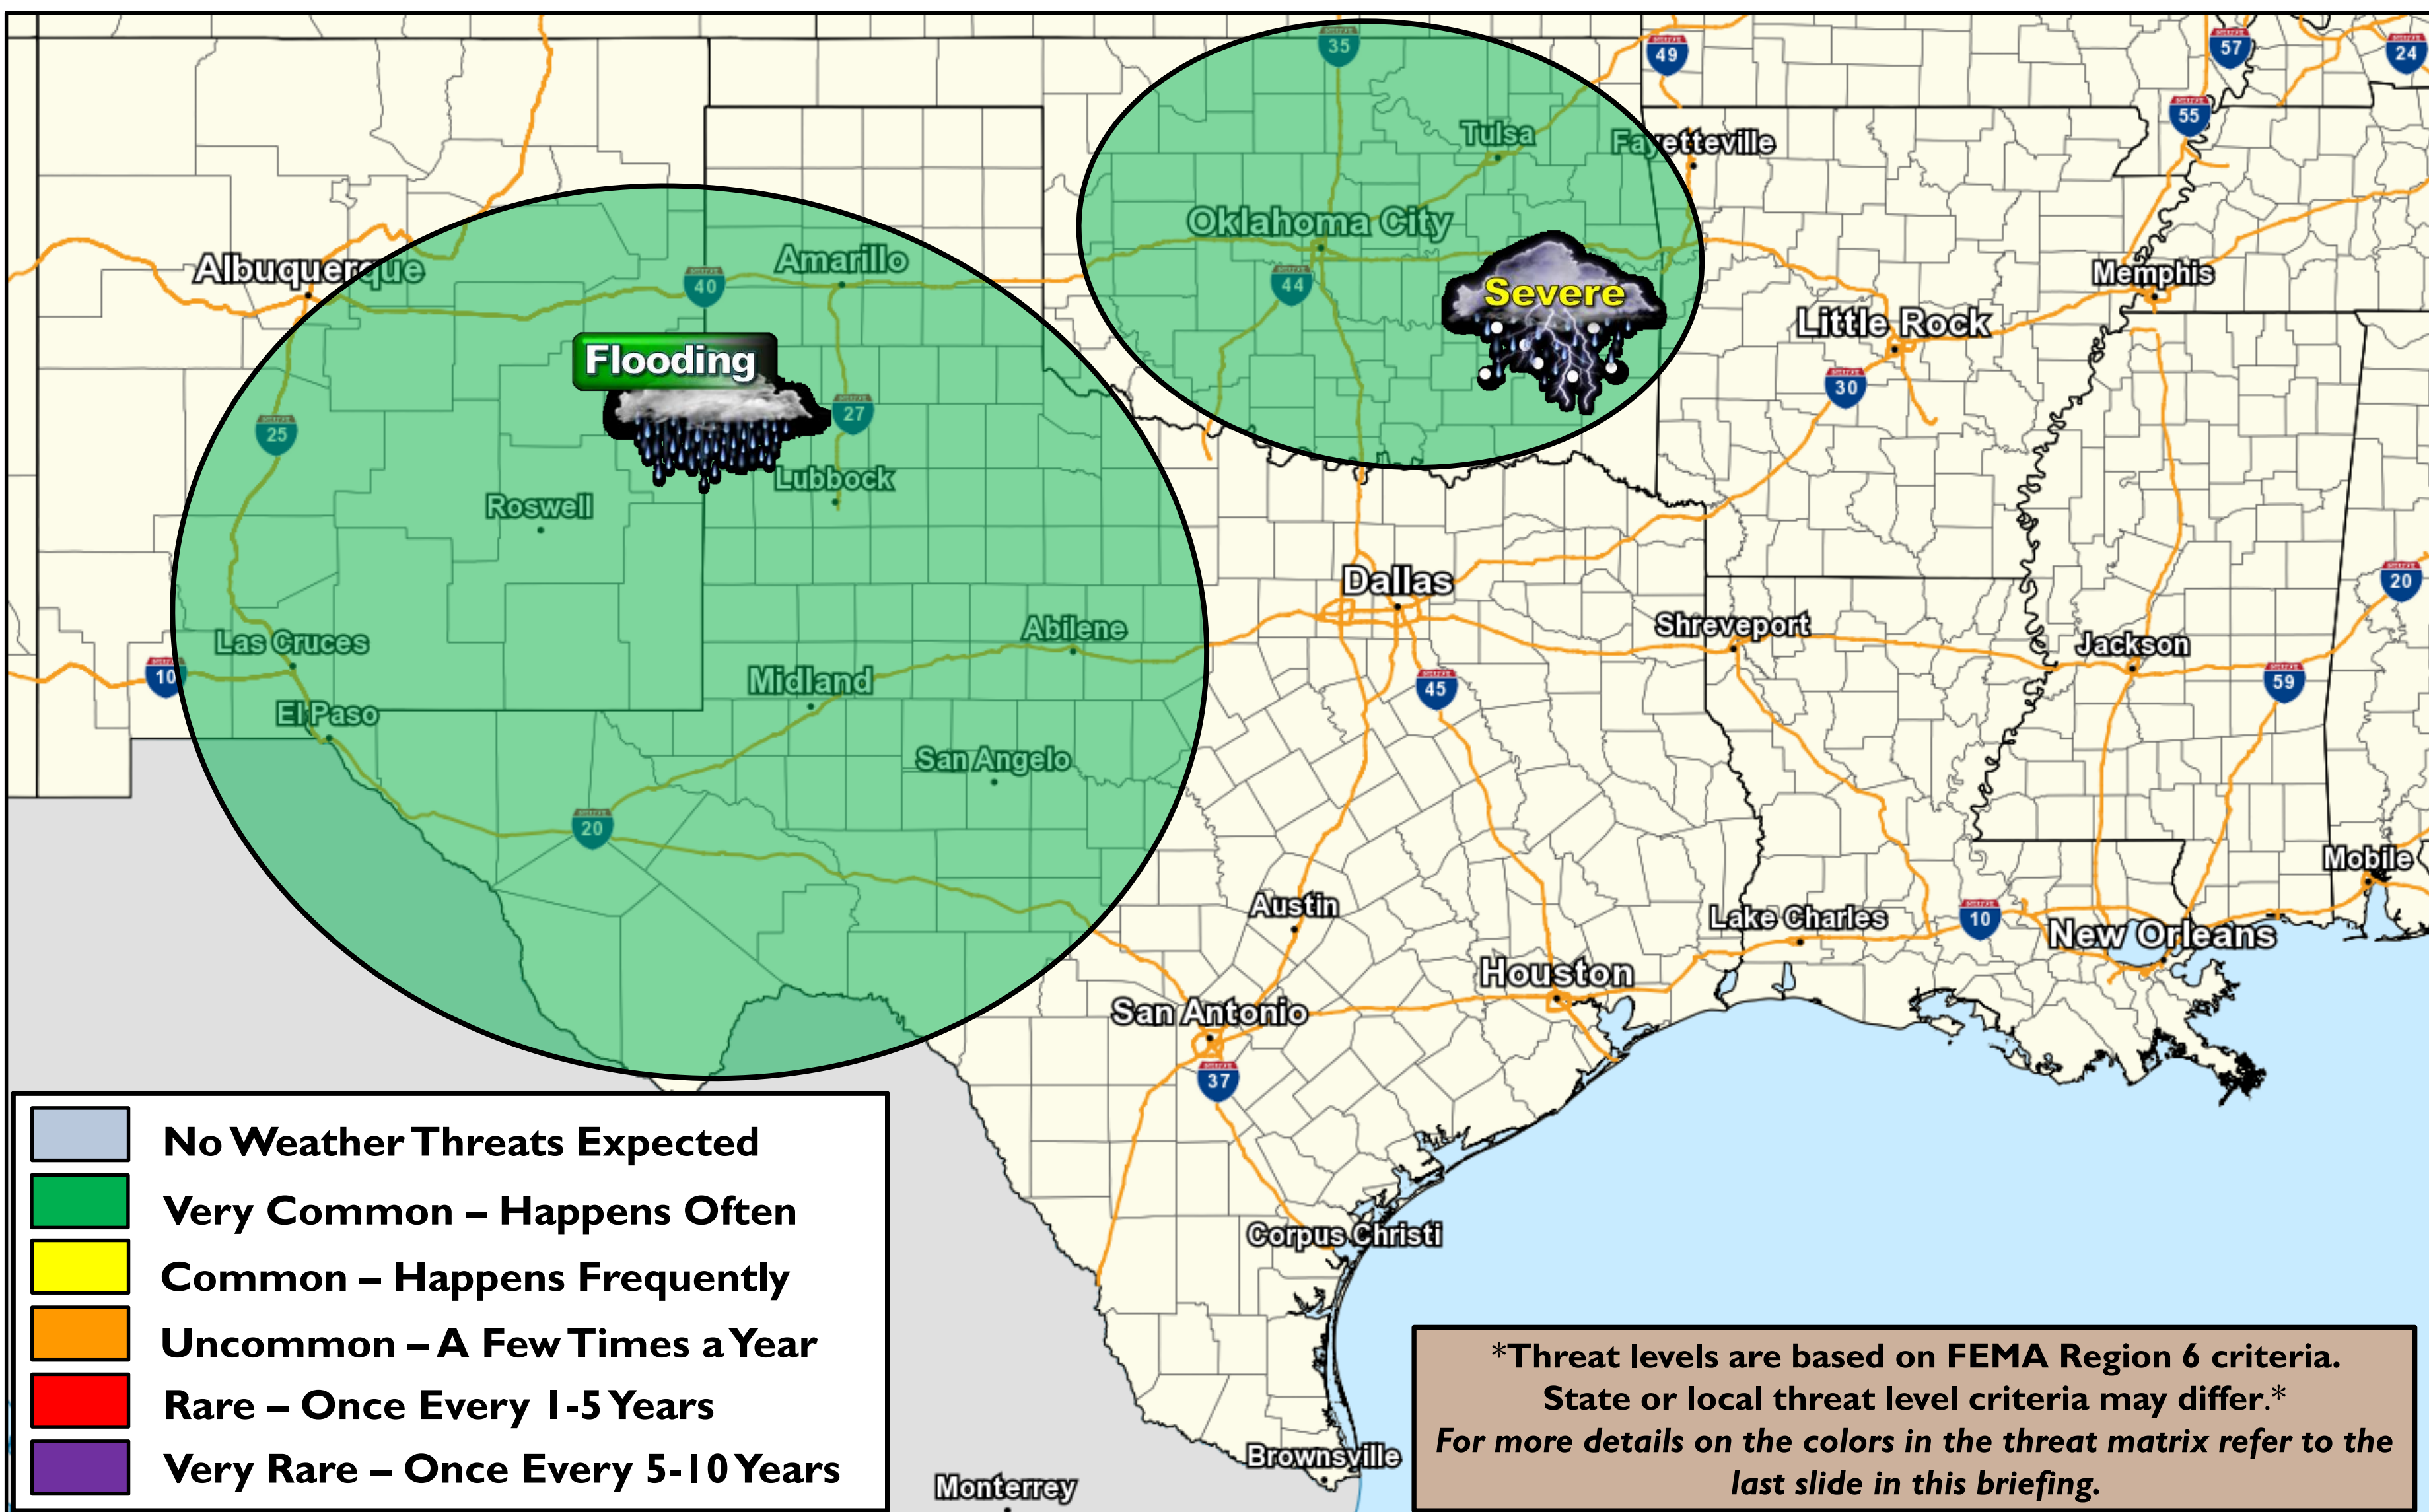 35
49
57
24
55
Tulsa
Fayetteville
Oklahoma City
Albuquerque
Amarillo
40
44
Severe
Memphis
Little Rock
30
Flooding
27
25
Lubbock
Roswell
Dallas
20
Abilene
Shreveport
Las Cruces
Jackson
10
Midland
45
59
El Paso
San Angelo
20
Mobile
Austin
Lake Charles
10
New Orleans
Houston
San Antonio
37
Corpus Christi
Brownsville
Monterrey
No Weather Threats Expected
Very Common – Happens Often
Common – Happens Frequently
Uncommon – A Few Times a Year
Rare – Once Every 1-5 Years
Very Rare – Once Every 5-10 Years
*Threat levels are based on FEMA Region 6 criteria.
State or local threat level criteria may differ.*
For more details on the colors in the threat matrix refer to the
last slide in this briefing.